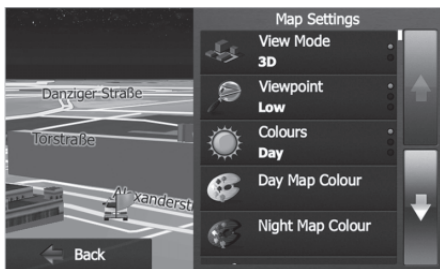 Map Settings
View Mode
3D
Viewpoint
Low
Colours
Day
Day Map Colour
Night Map Colour
Danziger Straße
Torstraße
Back